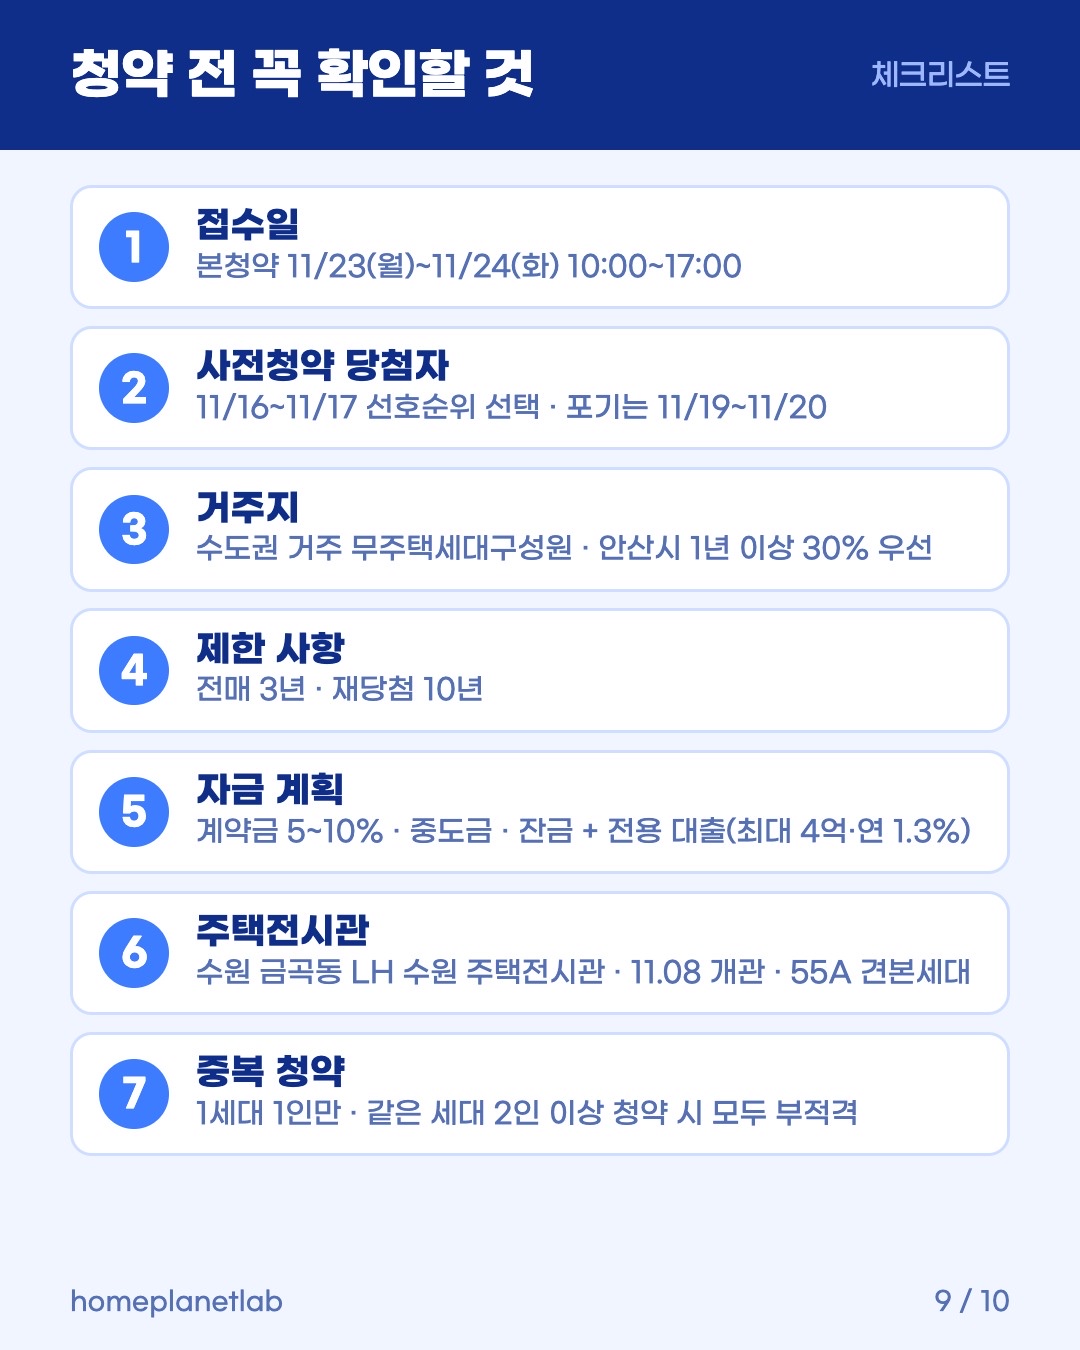 청약 전 꼭 확인할 것
체크리스트
1
접수일
본청약 11/23(월)~11/24(화) 10:00~17:00
2
사전청약 당첨자
11/16~11/17 선호순위 선택 · 포기는 11/19~11/20
3
거주지
수도권 거주 무주택세대구성원 · 안산시 1년 이상 30% 우선
4
제한 사항
전매 3년 · 재당첨 10년
5
자금 계획
계약금 5~10% · 중도금 · 잔금 + 전용 대출(최대 4억·연 1.3%)
6
주택전시관
수원 금곡동 LH 수원 주택전시관 · 11.08 개관 · 55A 견본세대
7
중복 청약
1세대 1인만 · 같은 세대 2인 이상 청약 시 모두 부적격
homeplanetlab
9 / 10